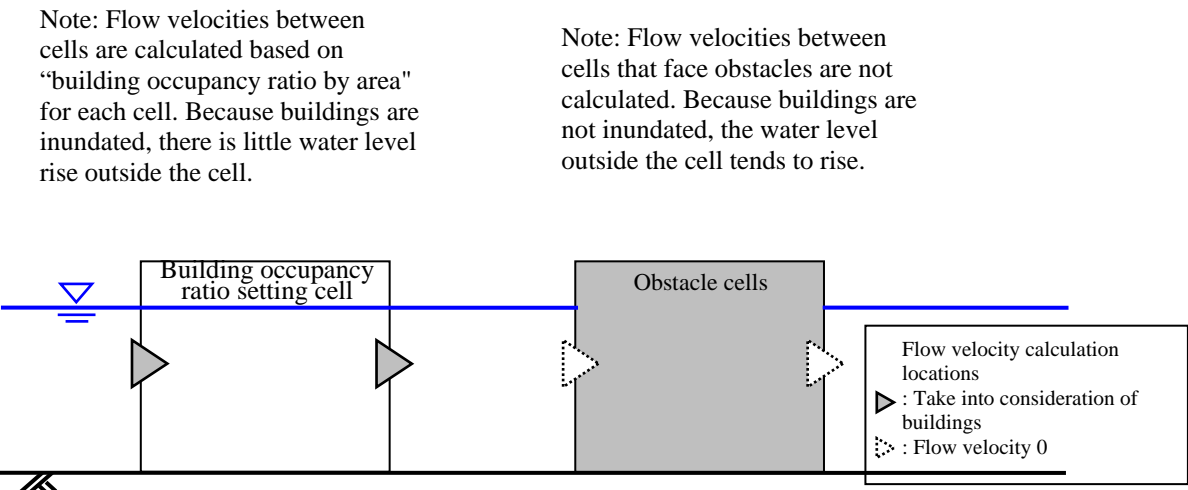 Note: Flow velocities between
cells are calculated based on
“building occupancy ratio by area"
for each cell. Because buildings are
inundated, there is little water level
rise outside the cell.
Note: Flow velocities between
cells that face obstacles are not
calculated. Because buildings are
not inundated, the water level
outside the cell tends to rise.
Building occupancy
ratio setting cell
Obstacle cells
Flow velocity calculation
locations
: Take into consideration of
buildings
: Flow velocity 0